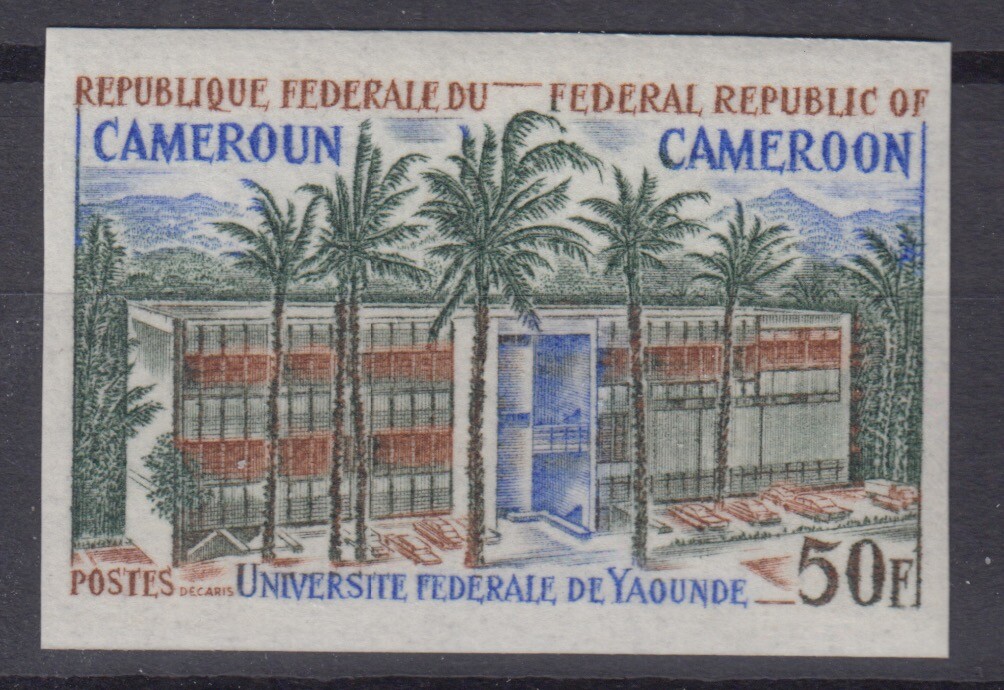 REPUBLIQUE FEDERALE DU — FEDERAL REPUBLIC OF
CAMEROUN CAMEROON
POSTES DECARIS UNIVERSITE FEDERALE DE YAOUNDE — 50F